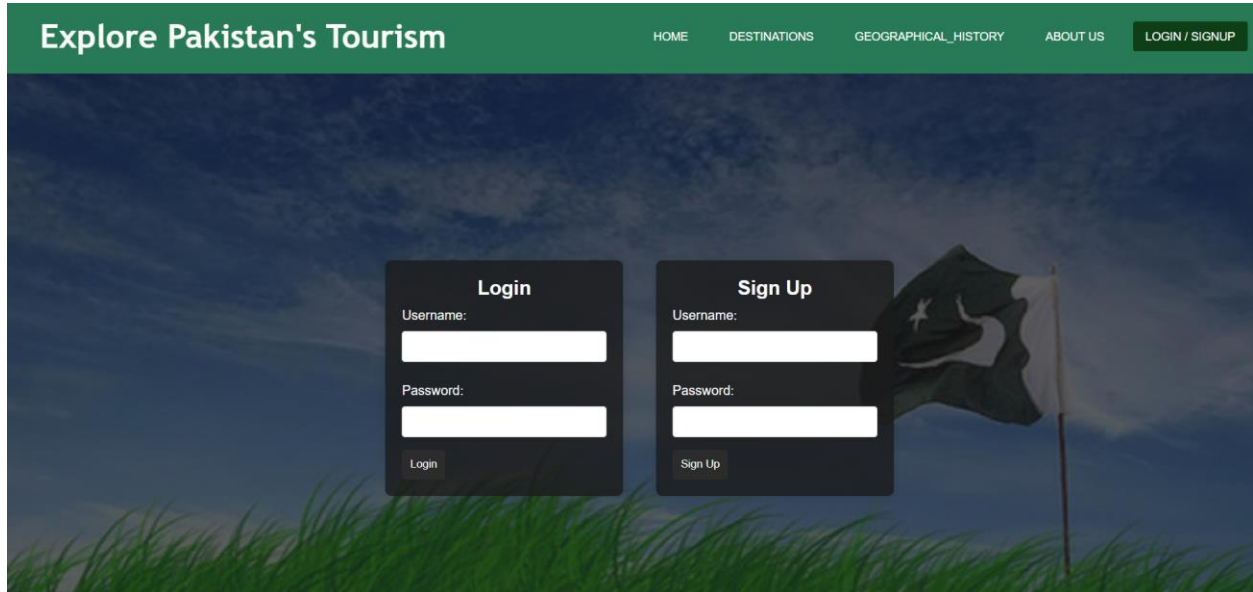 Explore Pakistan's Tourism
HOME DESTINATIONS GEOGRAPHICAL_HISTORY ABOUT US LOGIN / SIGNUP
Login
Username:
Password:
Login
Sign Up
Username:
Password:
Sign Up